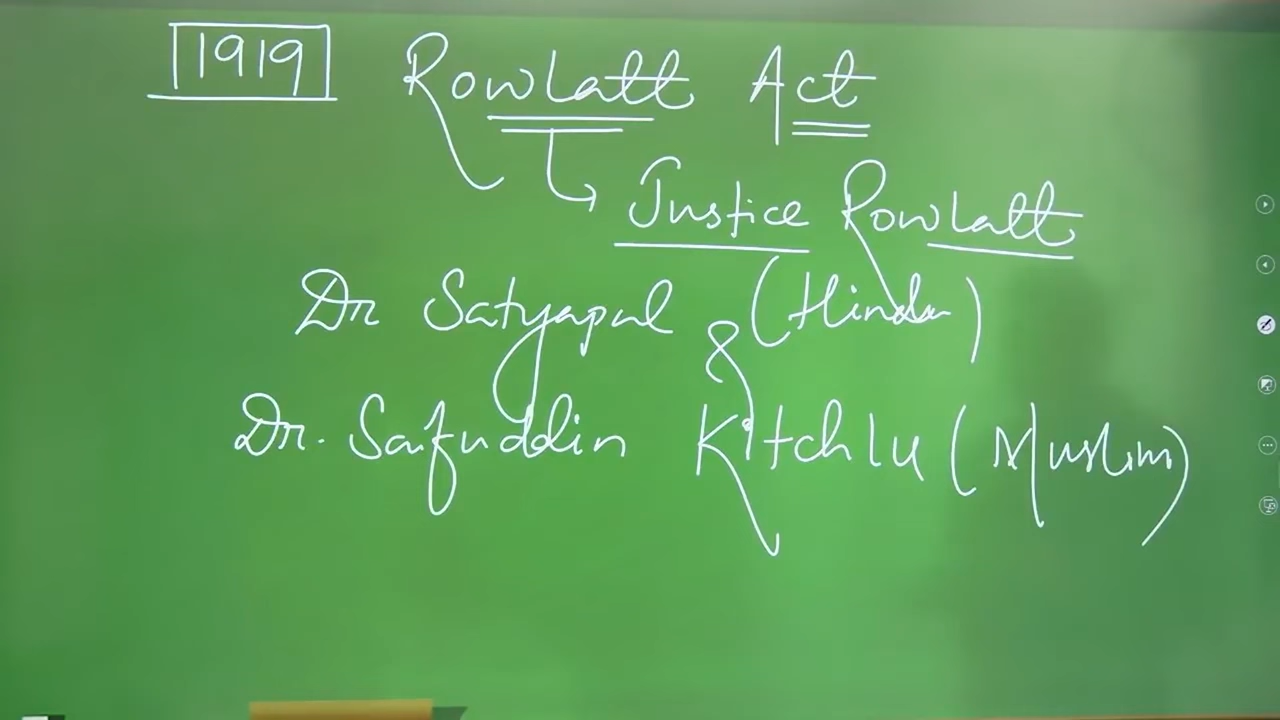 1919 Rowlatt Act
Justice Rowlatt
Dr Satyapal (Hindu)
&
Dr. Saifuddin Kitchlu (Muslim)